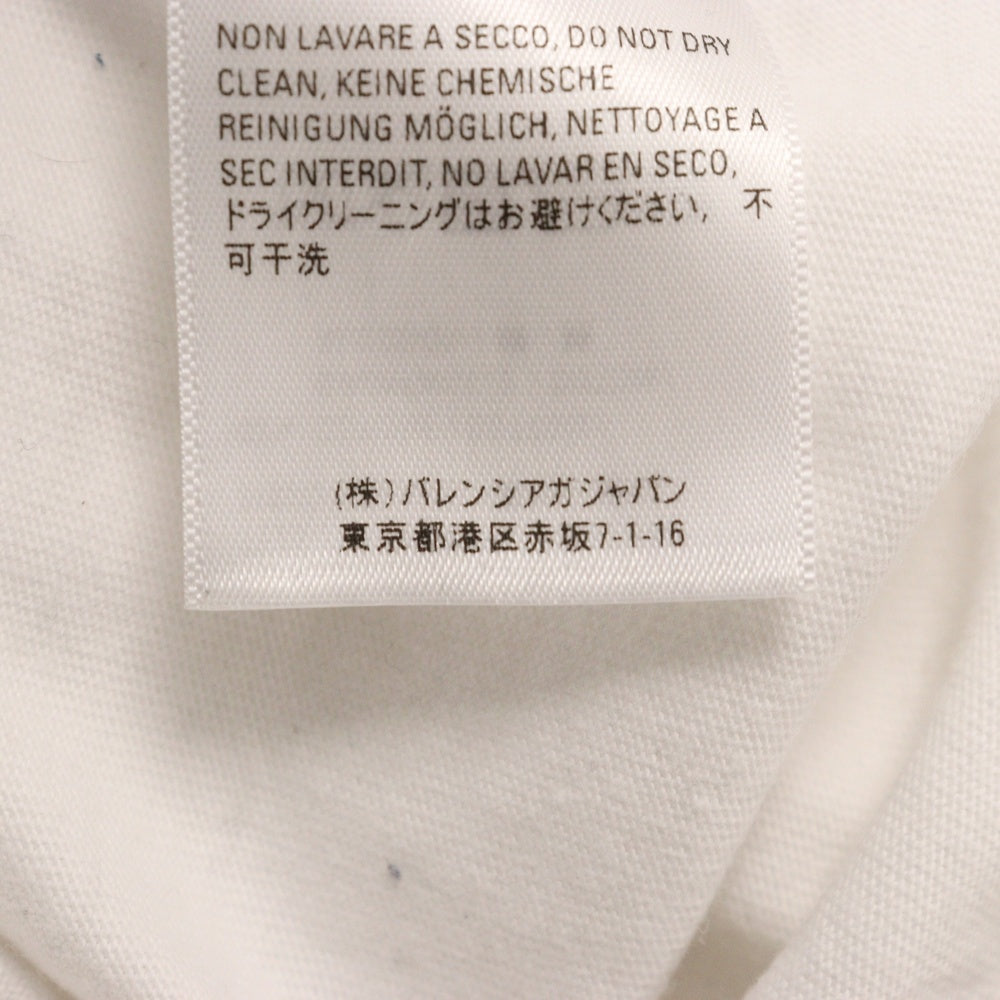 NON LAVARE A SECCO, DO NOT DRY
CLEAN, KEINE CHEMISCHE
REINIGUNG MÖGLICH, NETTOYAGE A
SEC INTERDIT, NO LAVAR EN SECO,
ドライクリーニングはお避けください, 不
可干洗
(株)バレンシアガジャパン
東京都港区赤坂7-1-16